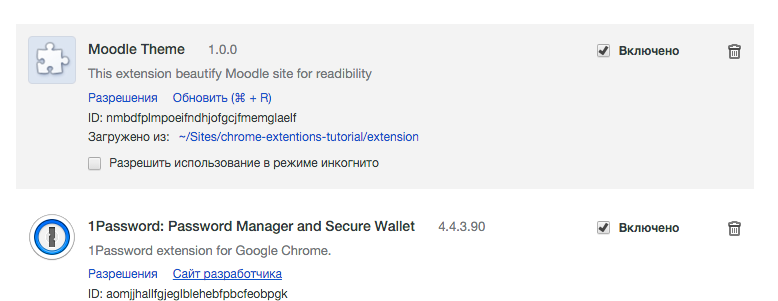 Moodle Theme 1.0.0 Включено
This extension beautify Moodle site for readibility
Разрешения Обновить (⌘ + R)
ID: nmbdfplmpoeifndhjofgcjfmemglaelf
Загружено из: ~/Sites/chrome-extentions-tutorial/extension
Разрешить использование в режиме инкогнито
1Password: Password Manager and Secure Wallet 4.4.3.90 Включено
1Password extension for Google Chrome.
Разрешения Сайт разработчика
ID: aomjjhallfgjeglblehebfpbcfeobpgk